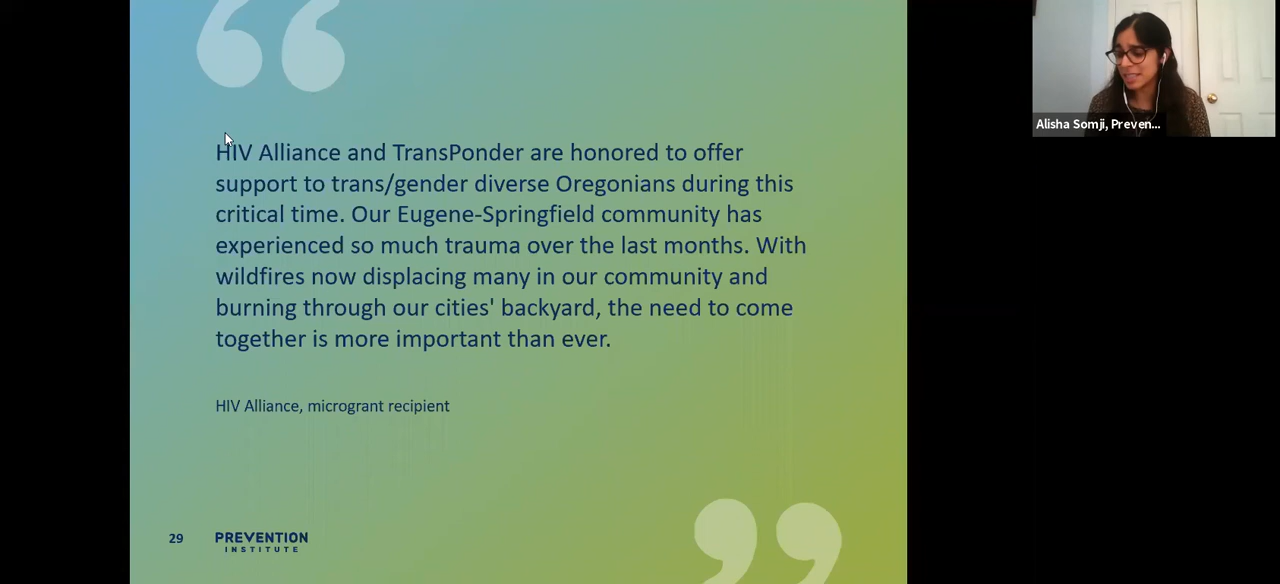 HIV Alliance and TransPonder are honored to offer
support to trans/gender diverse Oregonians during this
critical time. Our Eugene-Springfield community has
experienced so much trauma over the last months. With
wildfires now displacing many in our community and
burning through our cities' backyard, the need to come
together is more important than ever.
HIV Alliance, microgrant recipient
29
PREVENTION
INSTITUTE
Alisha Somji, Preven...